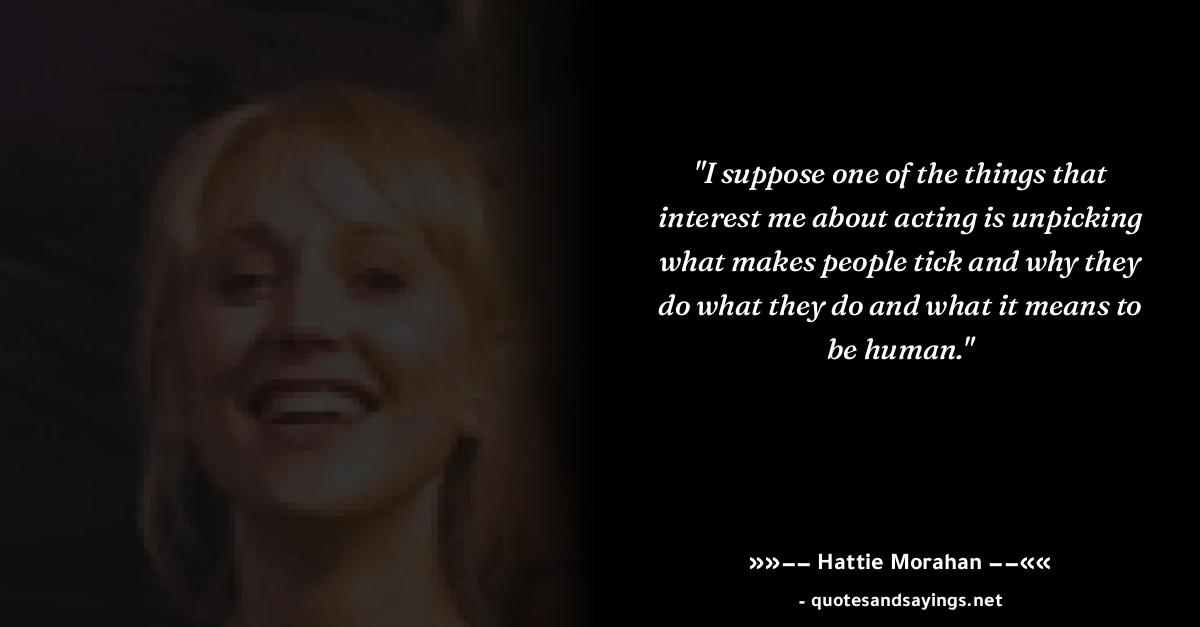 "I suppose one of the things that
interest me about acting is unpicking
what makes people tick and why they
do what they do and what it means to
be human."
»»–– Hattie Morahan ––««
- quotesandsayings.net